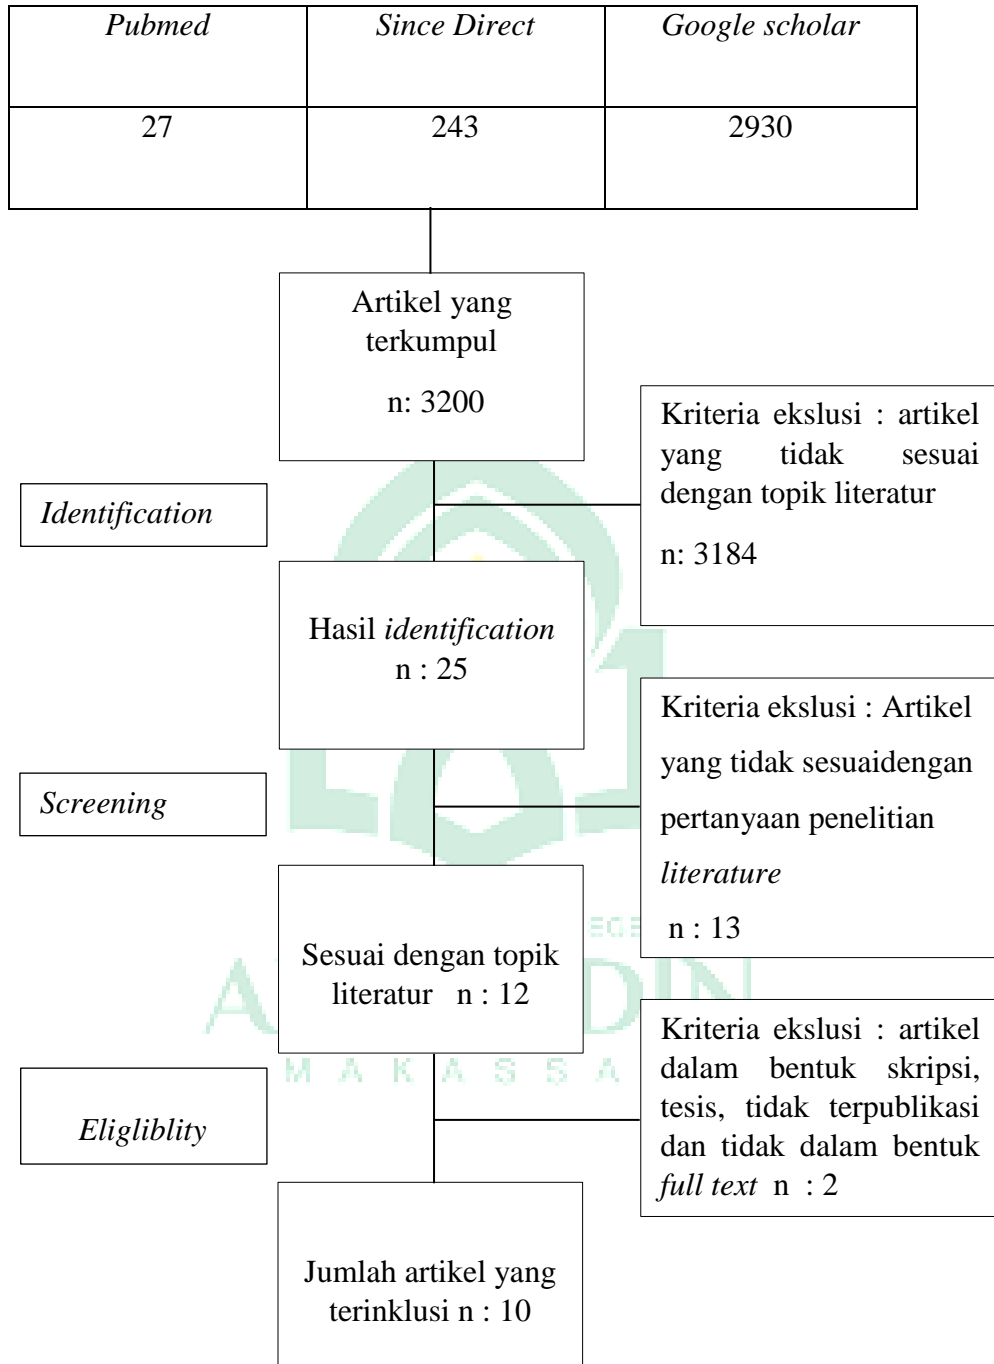 Pubmed
Since Direct
Google scholar
27
243
2930
Artikel yang
terkumpul
n: 3200
Kriteria ekslusi : artikel
yang tidak sesuai
dengan topik literatur
n: 3184
Identification
Hasil identification
n : 25
Kriteria ekslusi : Artikel
yang tidak sesuaidengan
pertanyaan penelitian
literature
n : 13
Screening
Sesuai dengan topik
literatur n : 12
Kriteria ekslusi : artikel
dalam bentuk skripsi,
tesis, tidak terpublikasi
dan tidak dalam bentuk
full text n : 2
Eligliblity
Jumlah artikel yang
terinklusi n : 10